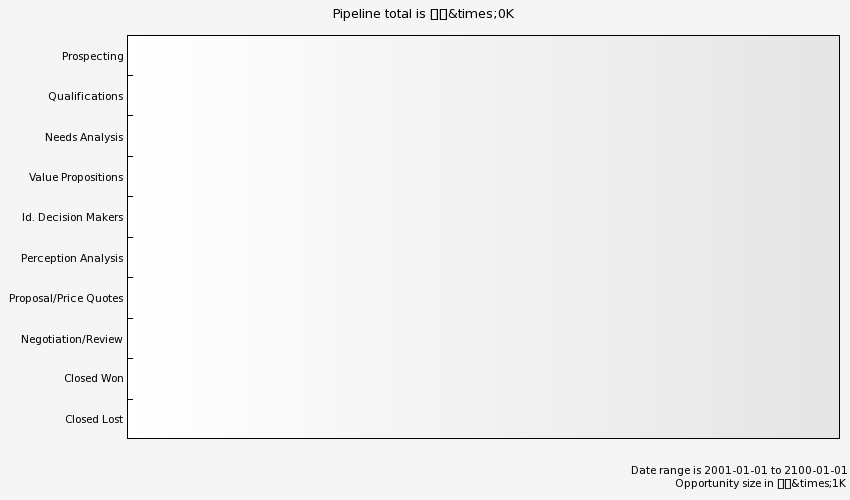 Pipeline total is □□&times;0K
Prospecting
Qualifications
Needs Analysis
Value Propositions
Id. Decision Makers
Perception Analysis
Proposal/Price Quotes
Negotiation/Review
Closed Won
Closed Lost
Date range is 2001-01-01 to 2100-01-01
Opportunity size in □□&times;1K